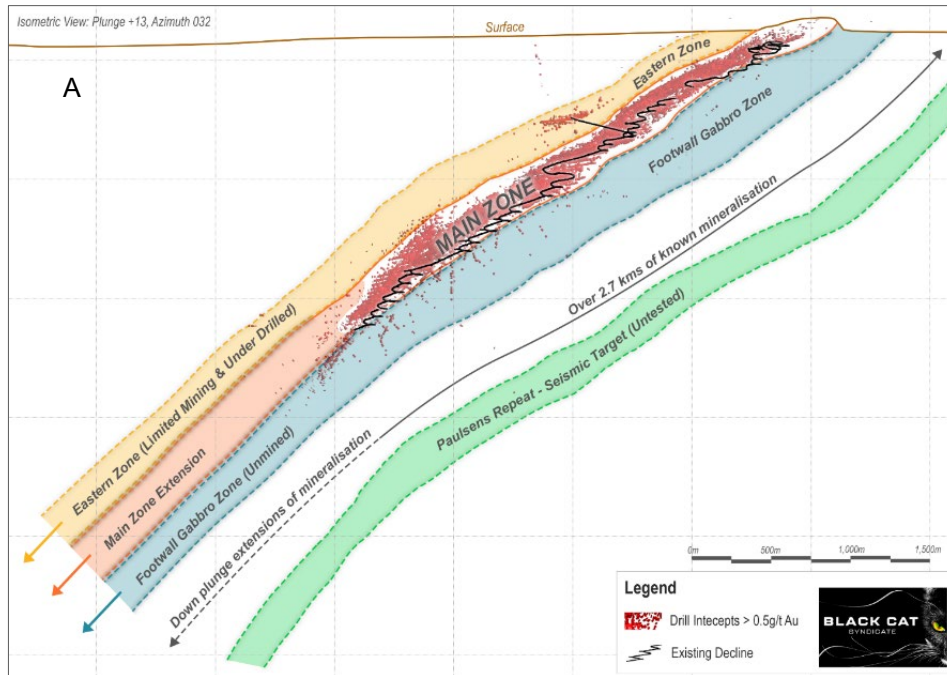 Isometric View: Plunge +13, Azimuth 032
Surface
A
Eastern Zone
Footwall Gabbro Zone
MAIN ZONE
Over 2.7 kms of known mineralisation
Eastern Zone (Limited Mining & Under Drilled)
Main Zone Extension
Footwall Gabbro Zone (Unmined)
Down plunge extensions of mineralisation
Paulsens Repeat - Seismic Target (Untested)
0m 500m 1,000m 1,500m
Legend
Drill Intecepts > 0.5g/t Au
Existing Decline
BLACK CAT
SYNDICATE